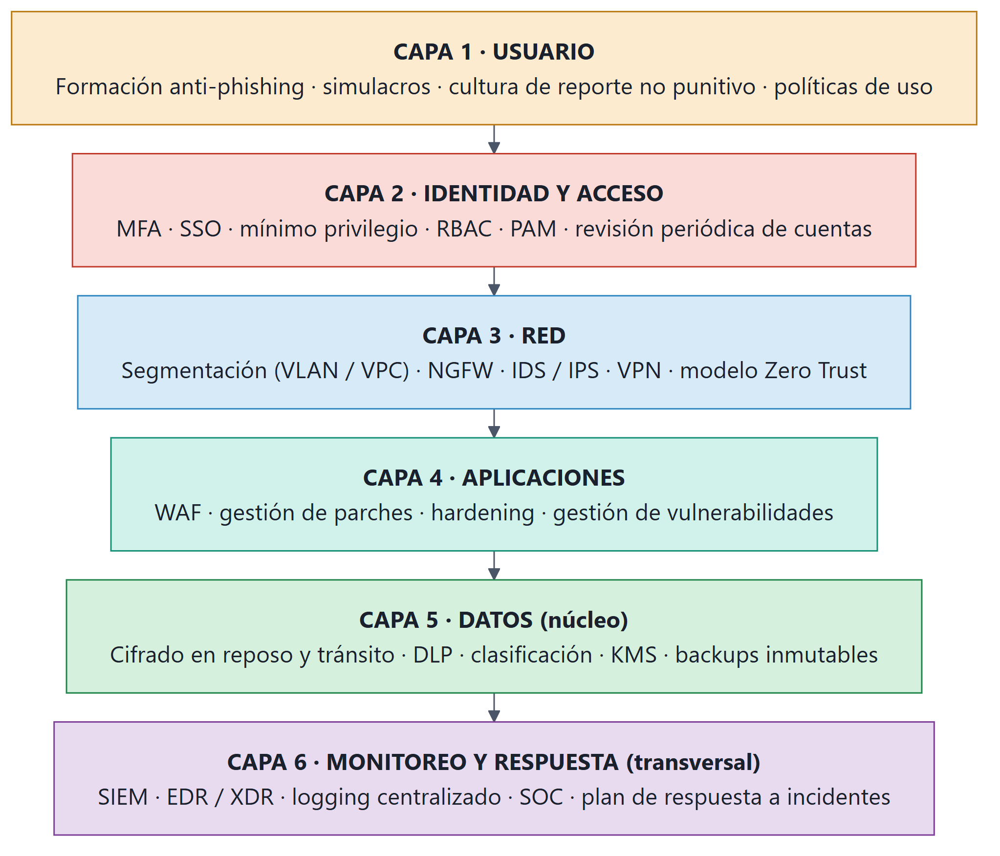 CAPA 1 · USUARIO
Formación anti-phishing · simulacros · cultura de reporte no punitivo · políticas de uso
CAPA 2 · IDENTIDAD Y ACCESO
MFA · SSO · mínimo privilegio · RBAC · PAM · revisión periódica de cuentas
CAPA 3 · RED
Segmentación (VLAN / VPC) · NGFW · IDS / IPS · VPN · modelo Zero Trust
CAPA 4 · APLICACIONES
WAF · gestión de parches · hardening · gestión de vulnerabilidades
CAPA 5 · DATOS (núcleo)
Cifrado en reposo y tránsito · DLP · clasificación · KMS · backups inmutables
CAPA 6 · MONITOREO Y RESPUESTA (transversal)
SIEM · EDR / XDR · logging centralizado · SOC · plan de respuesta a incidentes